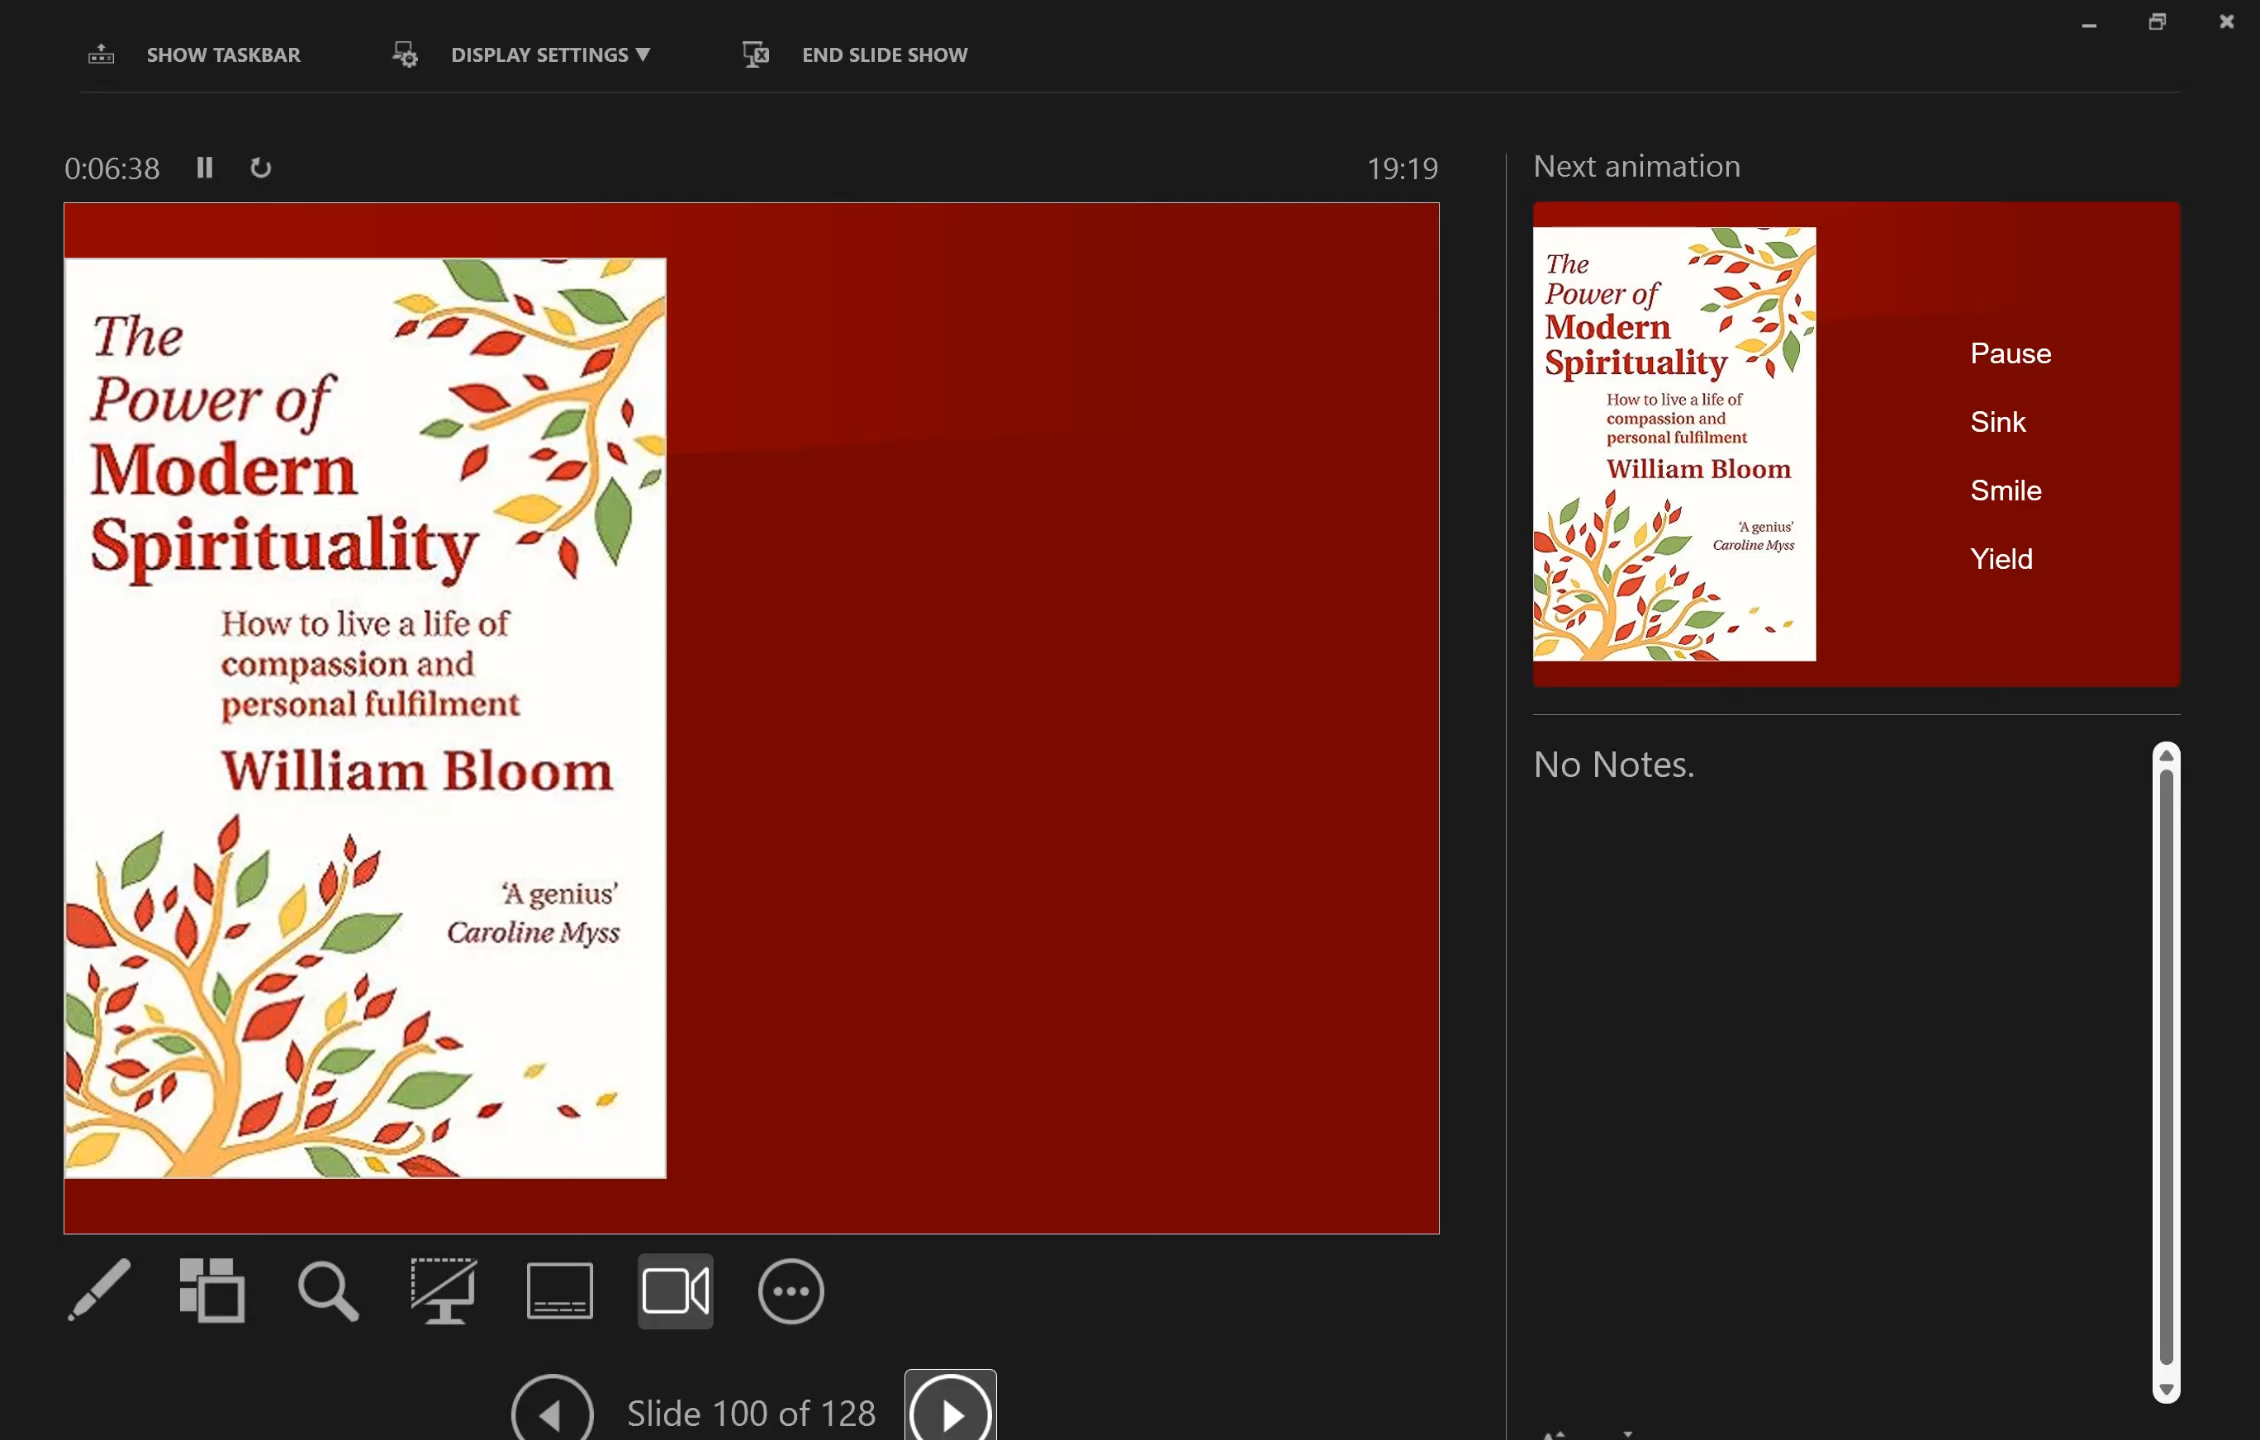 SHOW TASKBAR
DISPLAY SETTINGS ▼
END SLIDE SHOW
0:06:38
19:19
The
Power of
Modern
Spirituality
How to live a life of
compassion and
personal fulfilment
William Bloom
‘A genius’
Caroline Myss
Slide 100 of 128
Next animation
The
Power of
Modern
Spirituality
How to live a life of
compassion and
personal fulfilment
William Bloom
‘A genius’
Caroline Myss
Pause
Sink
Smile
Yield
No Notes.